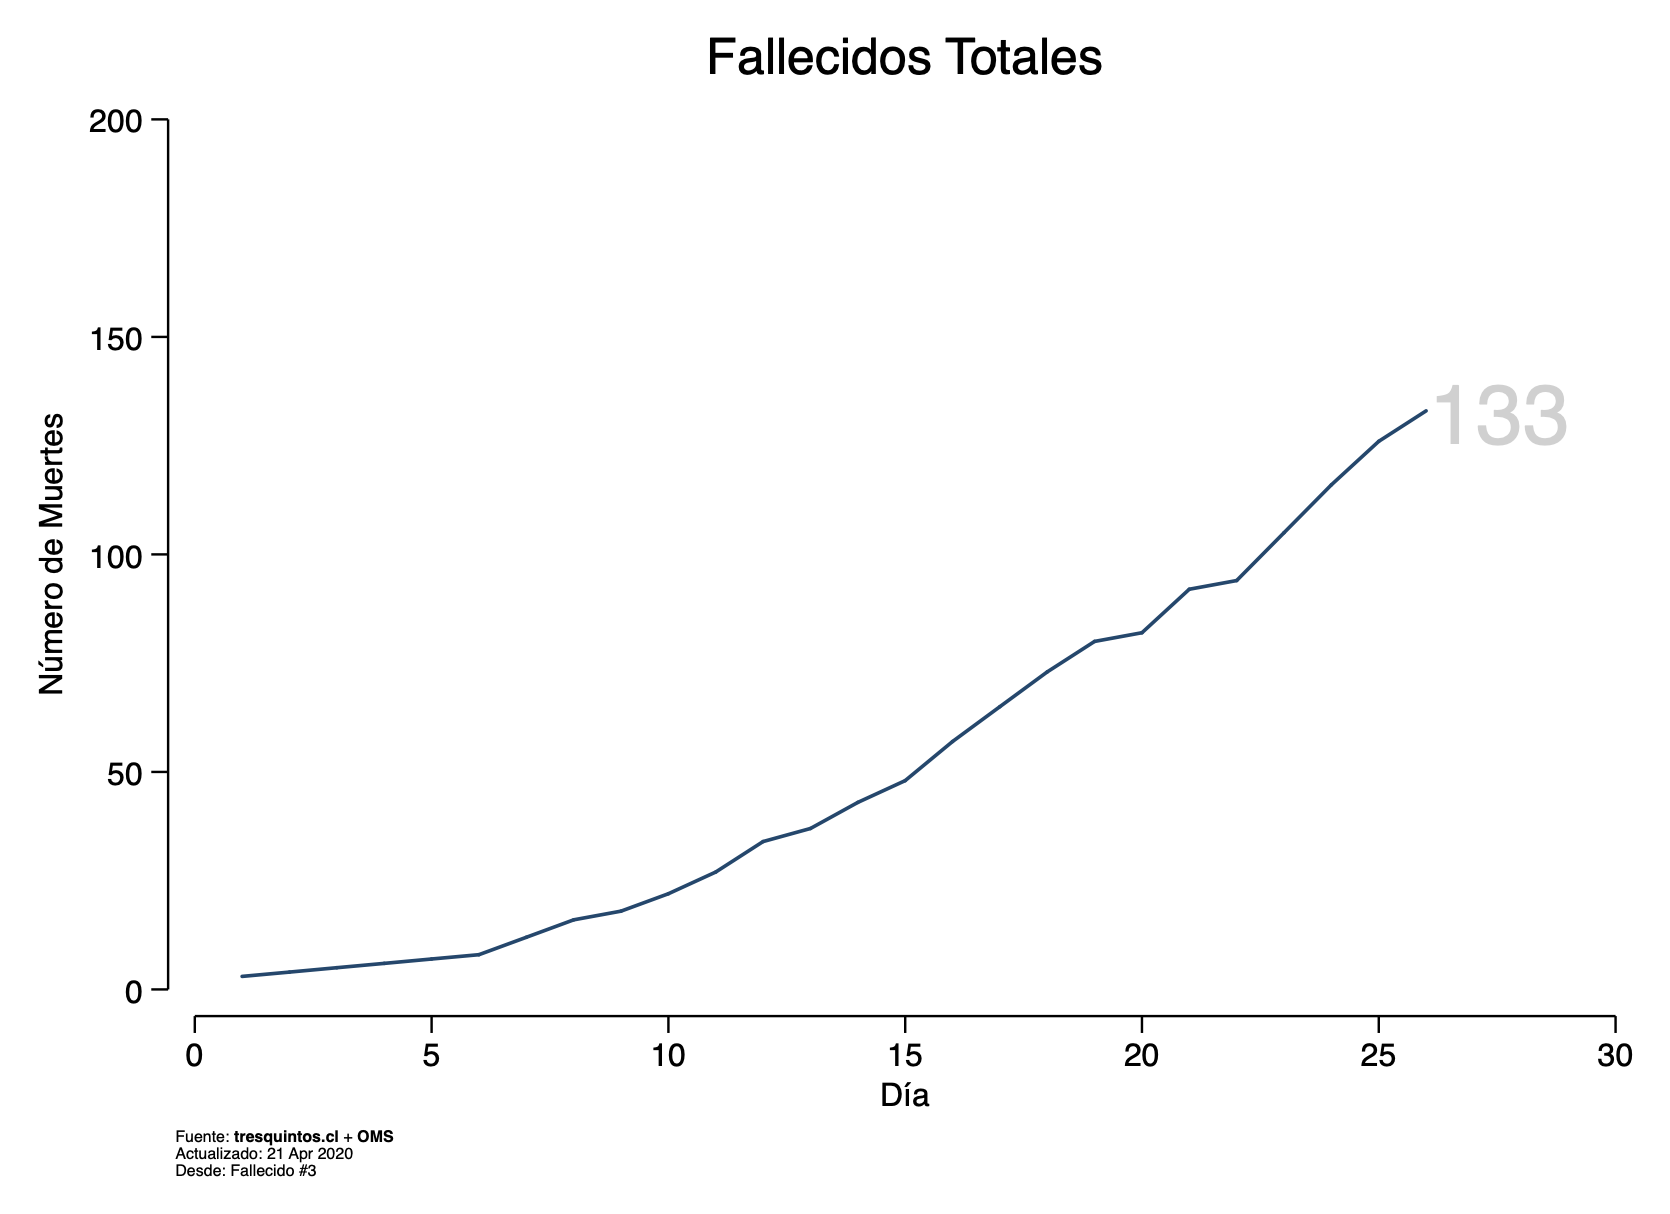 Fallecidos Totales
200
150
100
50
0
Número de Muertes
133
0 5 10 15 20 25 30
Día
Fuente: tresquintos.cl + OMS
Actualizado: 21 Apr 2020
Desde: Fallecido #3